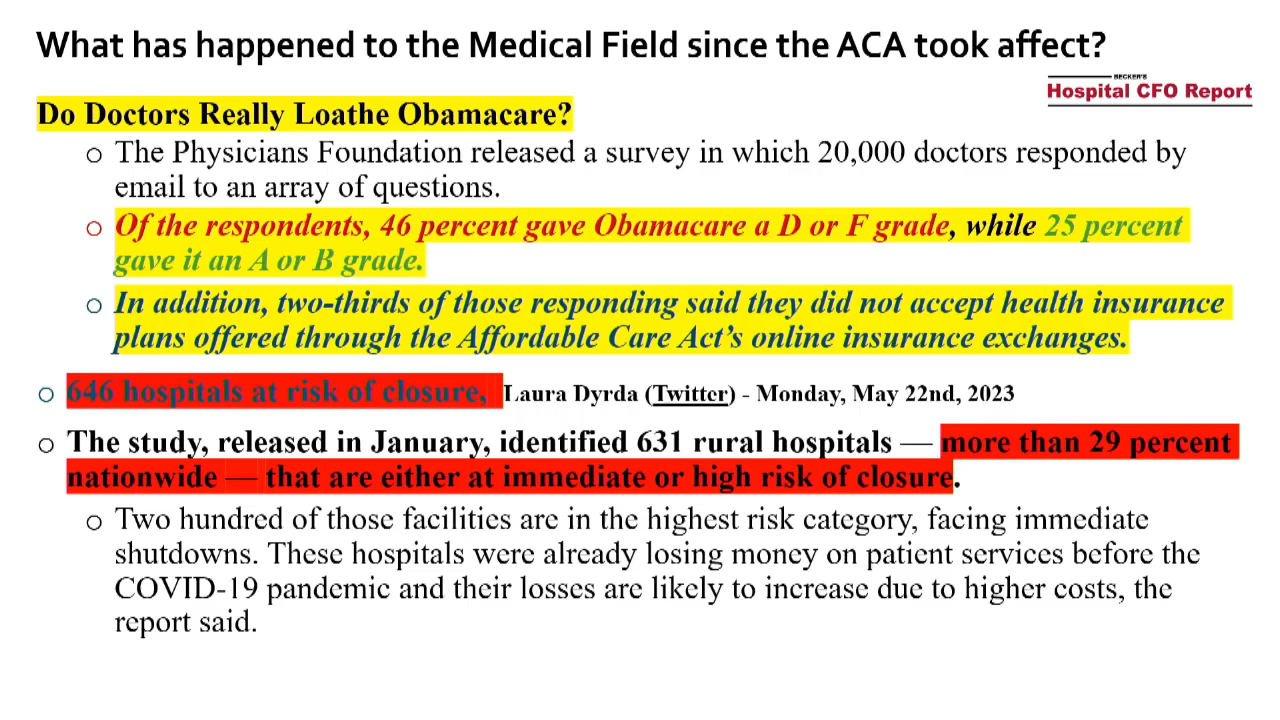 What has happened to the Medical Field since the ACA took affect?
BECKER'S
Hospital CFO Report
Do Doctors Really Loathe Obamacare?
o The Physicians Foundation released a survey in which 20,000 doctors responded by
email to an array of questions.
o Of the respondents, 46 percent gave Obamacare a D or F grade, while 25 percent
gave it an A or B grade.
o In addition, two-thirds of those responding said they did not accept health insurance
plans offered through the Affordable Care Act's online insurance exchanges.
o 646 hospitals at risk of closure, Laura Dyrda (Twitter) - Monday, May 22nd, 2023
o The study, released in January, identified 631 rural hospitals — more than 29 percent
nationwide — that are either at immediate or high risk of closure.
o Two hundred of those facilities are in the highest risk category, facing immediate
shutdowns. These hospitals were already losing money on patient services before the
COVID-19 pandemic and their losses are likely to increase due to higher costs, the
report said.